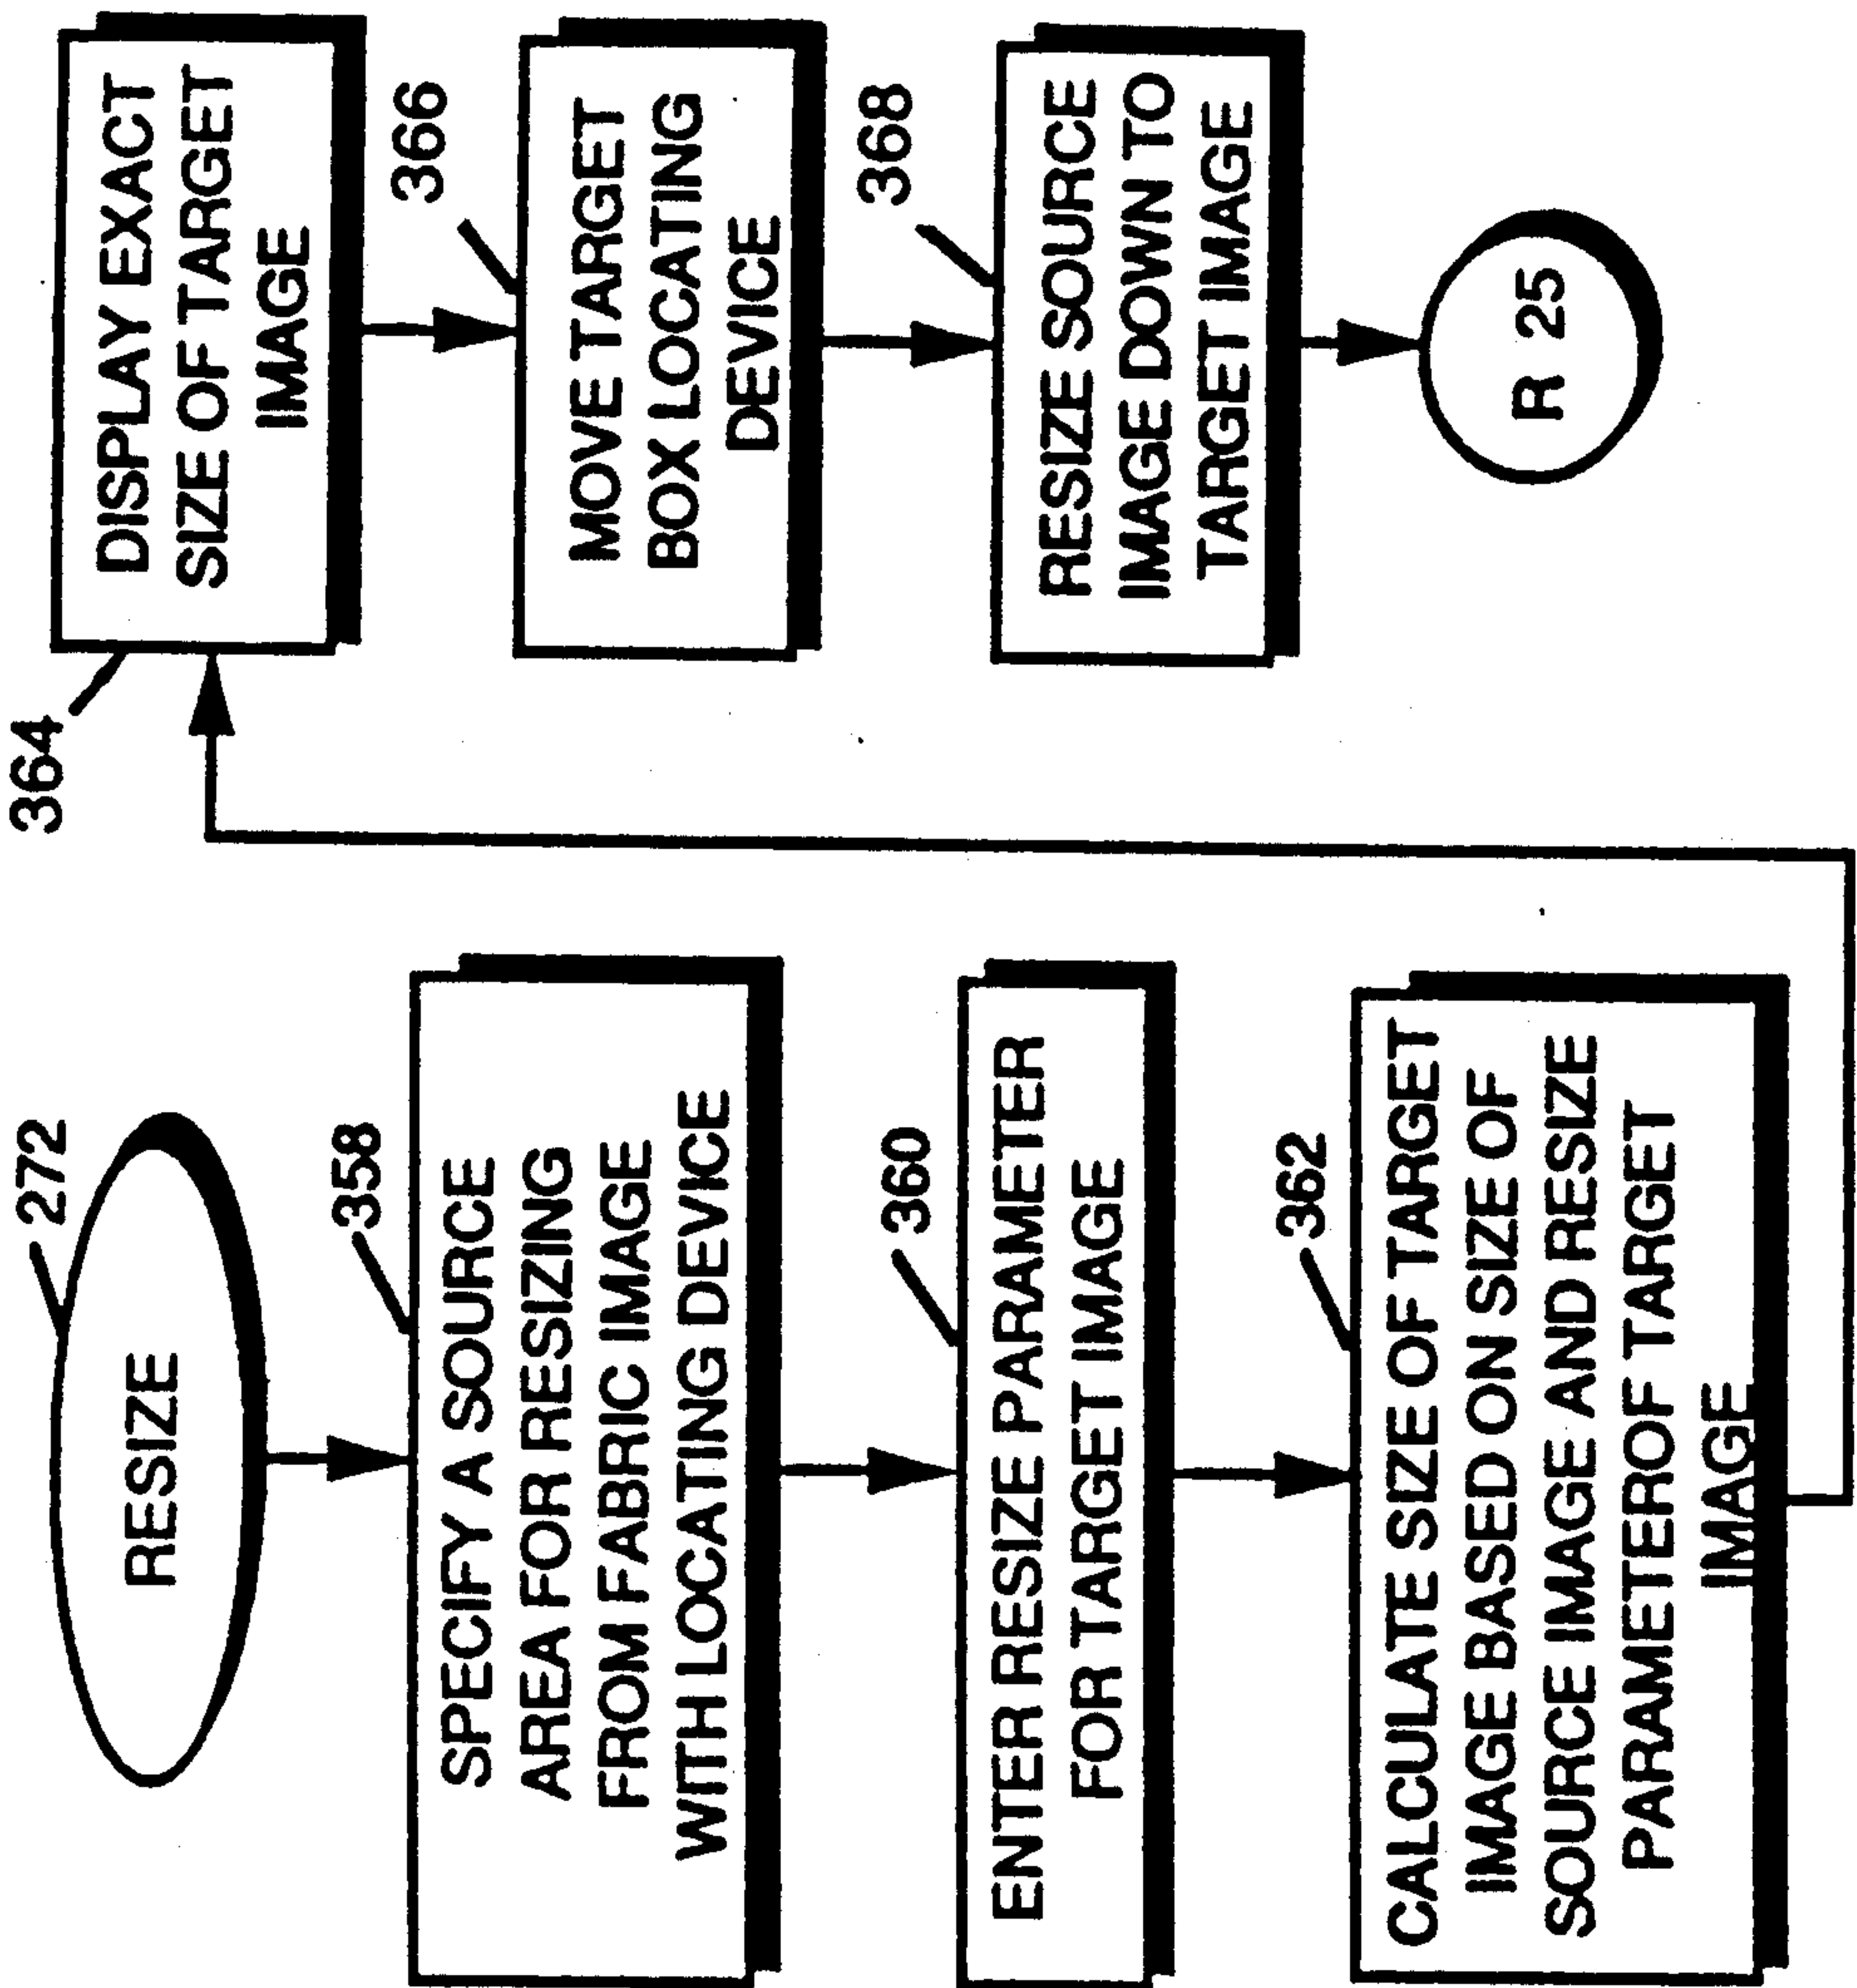 272
RESIZE
358
SPECIFY A SOURCE
AREA FOR RESIZING
FROM FABRIC IMAGE
WITH LOCATING DEVICE
360
ENTER RESIZE PARAMETER
FOR TARGET IMAGE
362
CALCULATE SIZE OF TARGET
IMAGE BASED ON SIZE OF
SOURCE IMAGE AND RESIZE
PARAMETEROF TARGET
IMAGE
364
DISPLAY EXACT
SIZE OF TARGET
IMAGE
366
MOVE TARGET
BOX LOCATING
DEVICE
368
RESIZE SOURCE
IMAGE DOWN TO
TARGET IMAGE
R 25